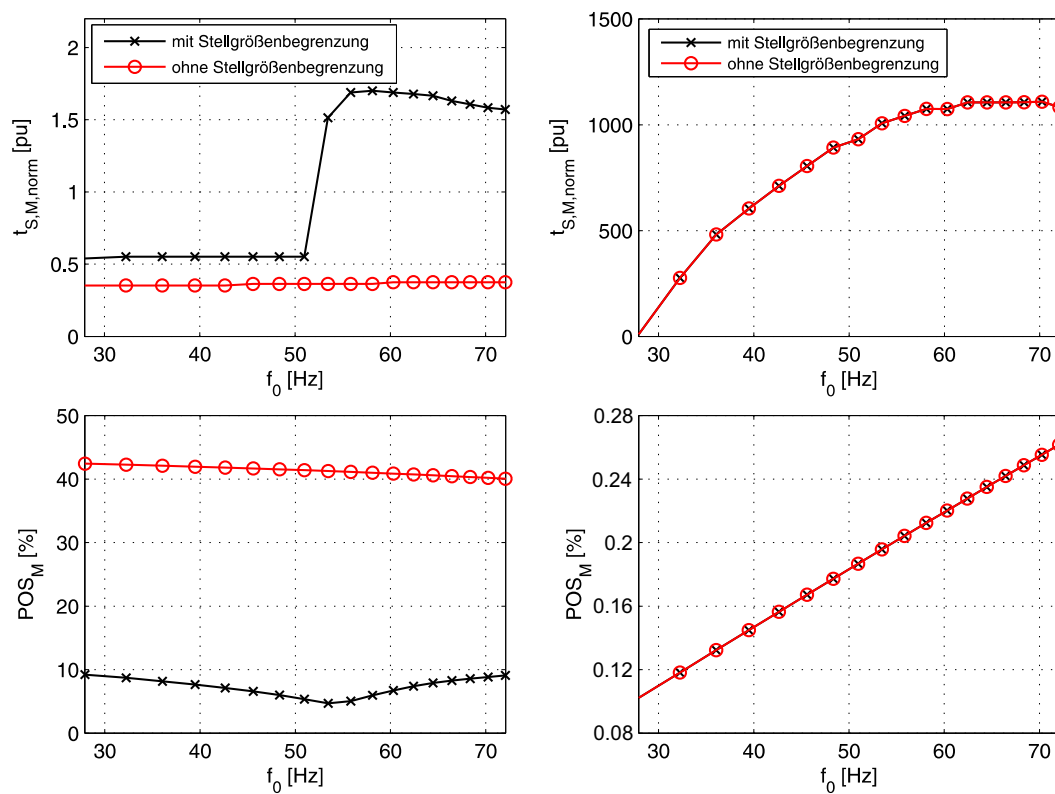 2
1.5
1
0.5
0
t_{S,M,norm} [pu]
mit Stellgrößenbegrenzung
ohne Stellgrößenbegrenzung
30 40 50 60 70
f_0 [Hz]
1500
1000
500
0
t_{S,M,norm} [pu]
mit Stellgrößenbegrenzung
ohne Stellgrößenbegrenzung
30 40 50 60 70
f_0 [Hz]
50
40
30
20
10
0
POS_M [%]
30 40 50 60 70
f_0 [Hz]
0.28
0.24
0.2
0.16
0.12
0.08
POS_M [%]
30 40 50 60 70
f_0 [Hz]